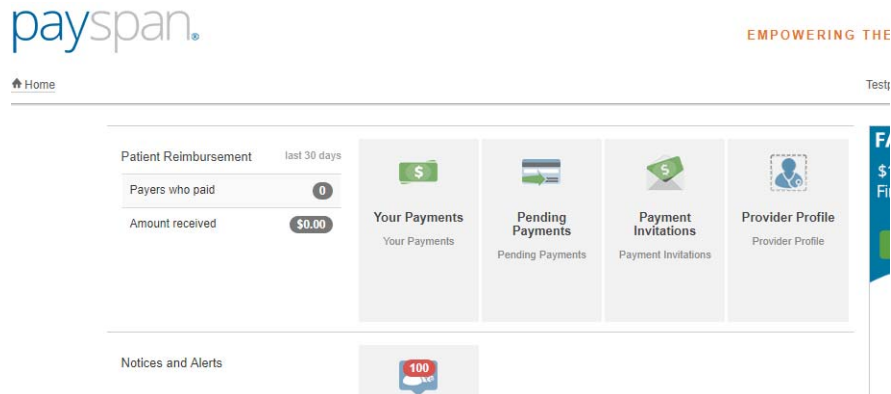 payspan®
EMPOWERING THE
Home
Patient Reimbursement last 30 days
Payers who paid 0
Amount received $0.00
$
Your Payments
Your Payments
Pending
Payments
Pending Payments
$
Payment
Invitations
Payment Invitations
Provider Profile
Provider Profile
Notices and Alerts
100